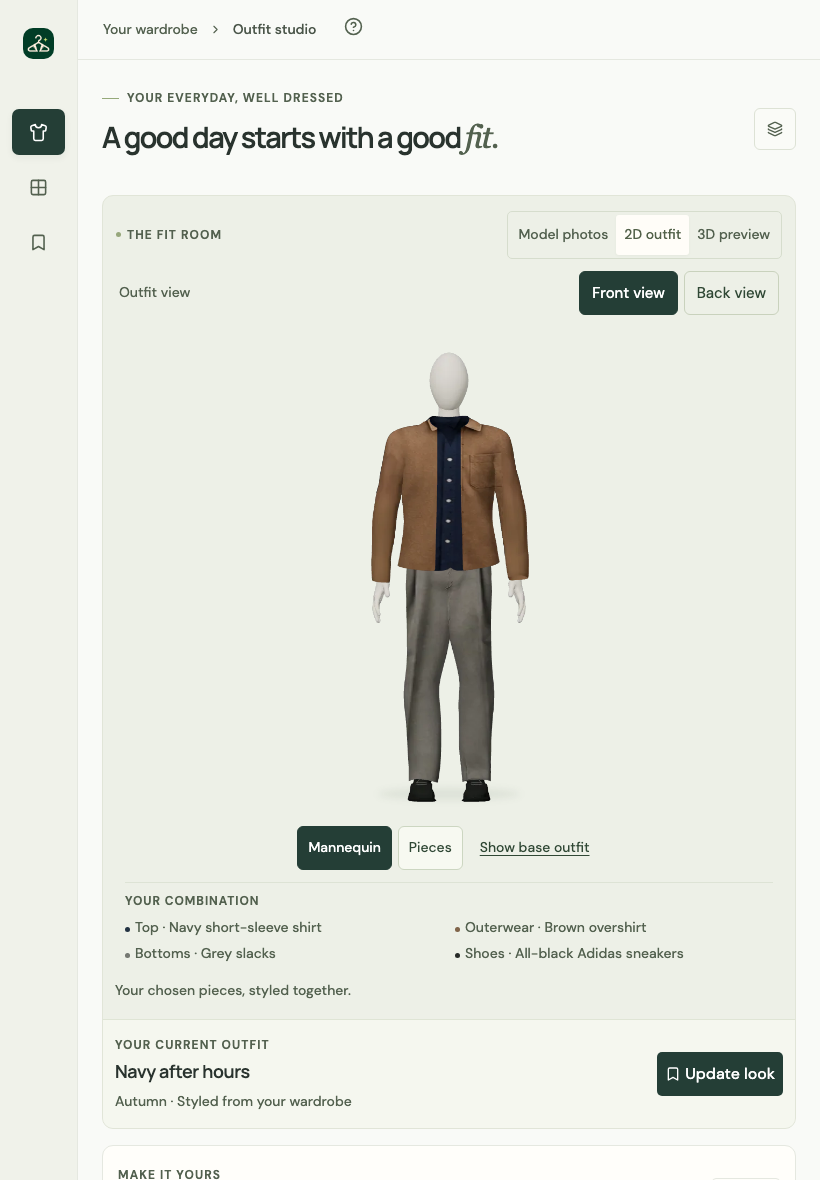 Your wardrobe > Outfit studio
YOUR EVERYDAY, WELL DRESSED
A good day starts with a good fit.
THE FIT ROOM
Model photos 2D outfit 3D preview
Outfit view
Front view Back view
Mannequin Pieces Show base outfit
YOUR COMBINATION
Top · Navy short-sleeve shirt
Outerwear · Brown overshirt
Bottoms · Grey slacks
Shoes · All-black Adidas sneakers
Your chosen pieces, styled together.
YOUR CURRENT OUTFIT
Navy after hours
Update look
Autumn · Styled from your wardrobe
MAKE IT YOURS